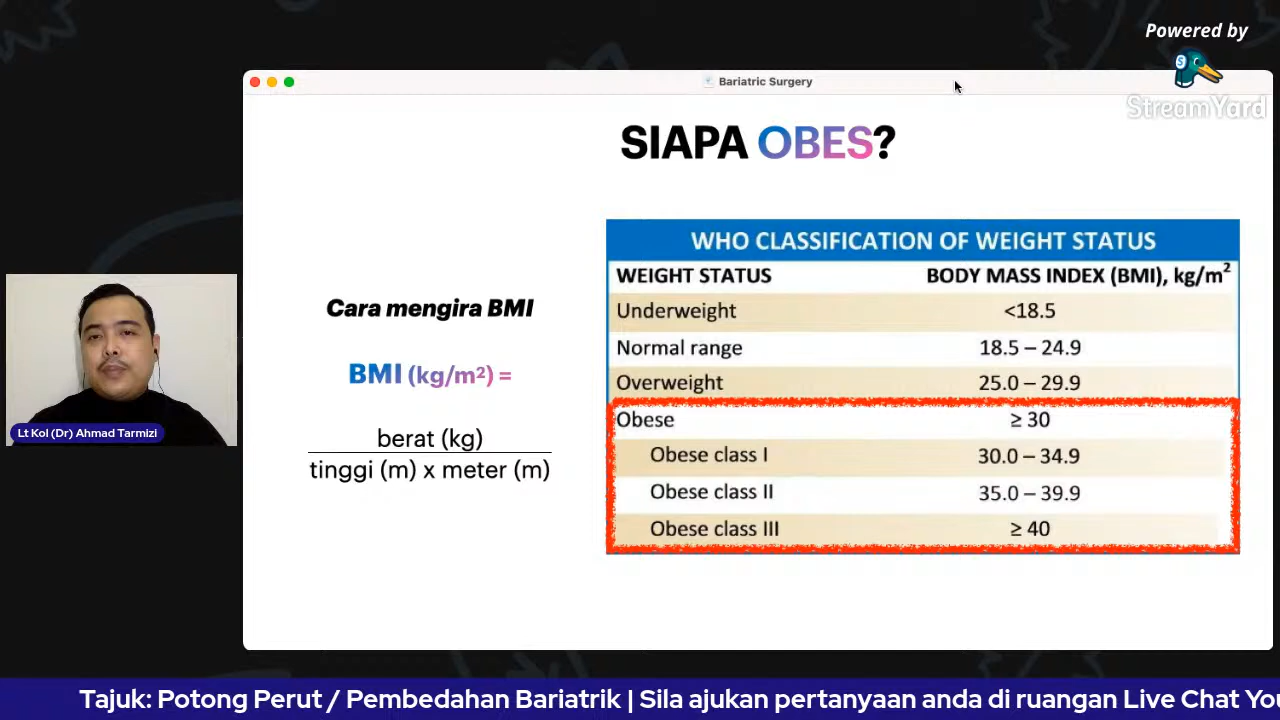 Powered by
StreamYard
Bariatric Surgery
SIAPA OBES?
Cara mengira BMI
BMI (kg/m²) =
berat (kg)
tinggi (m) x meter (m)
WHO CLASSIFICATION OF WEIGHT STATUS
WEIGHT STATUS BODY MASS INDEX (BMI), kg/m²
Underweight <18.5
Normal range 18.5 – 24.9
Overweight 25.0 – 29.9
Obese ≥ 30
Obese class I 30.0 – 34.9
Obese class II 35.0 – 39.9
Obese class III ≥ 40
Lt Kol (Dr) Ahmad Tarmizi
Tajuk: Potong Perut / Pembedahan Bariatrik | Sila ajukan pertanyaan anda di ruangan Live Chat You